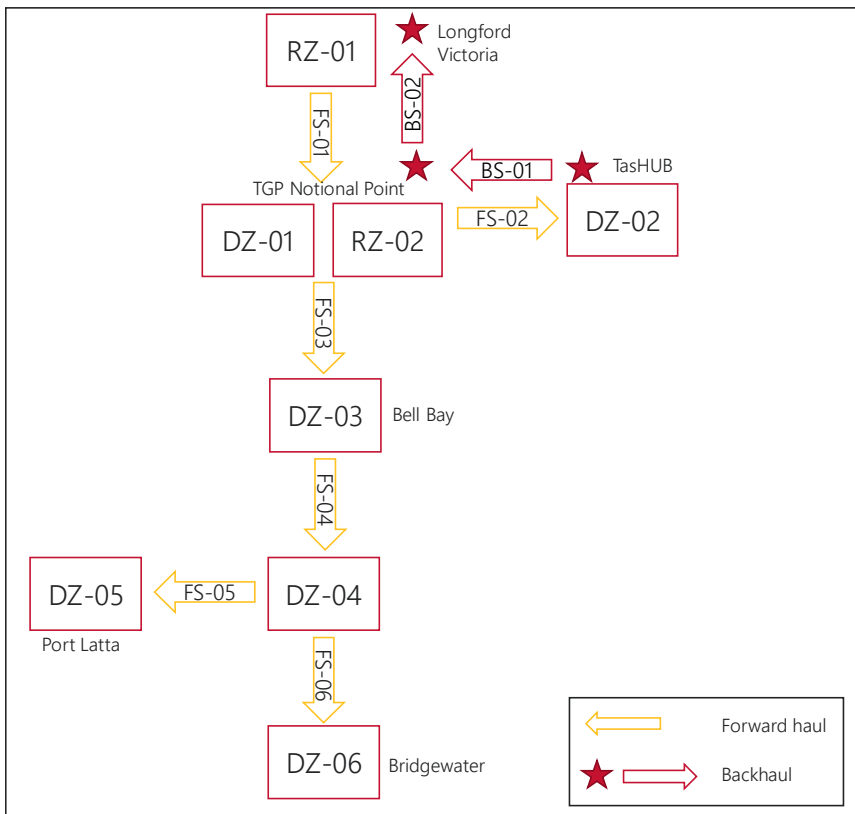 RZ-01
Longford
Victoria
FS-01
BS-02
BS-01
TasHUB
TGP Notional Point
DZ-01
RZ-02
FS-02
DZ-02
FS-03
DZ-03
Bell Bay
FS-04
DZ-05
FS-05
DZ-04
Port Latta
FS-06
DZ-06
Bridgewater
Forward haul
Backhaul